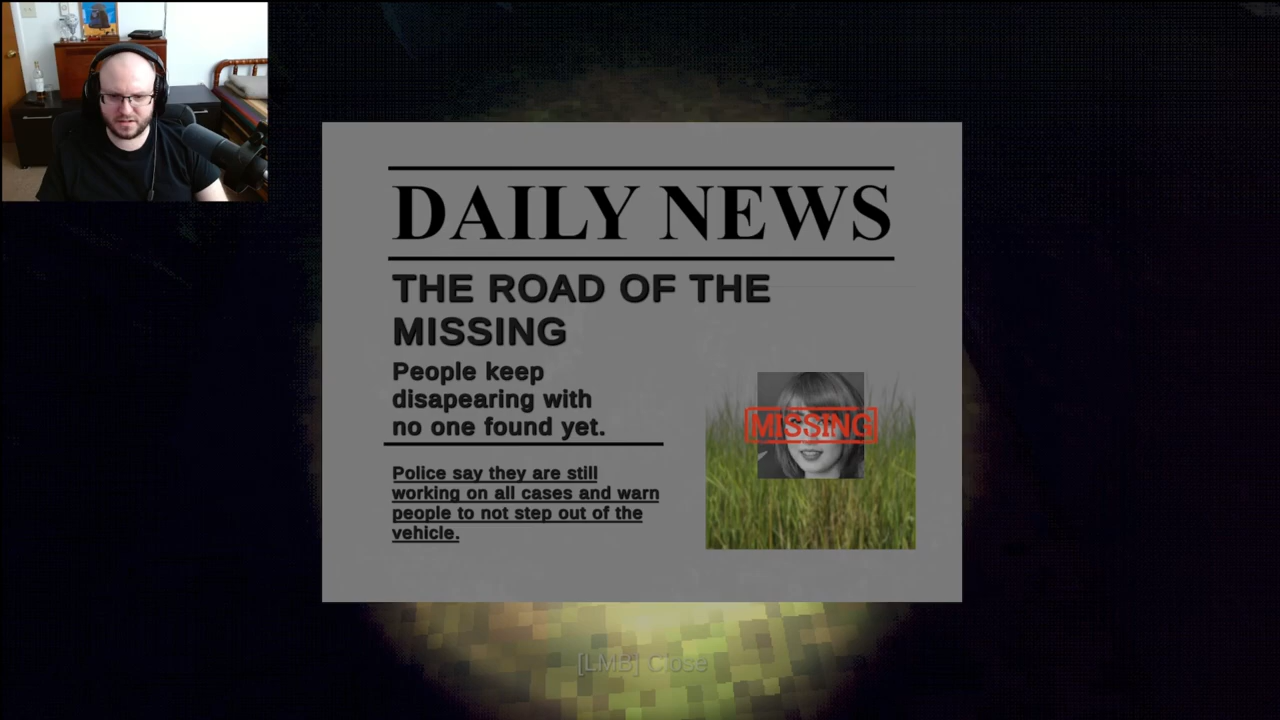 DAILY NEWS
THE ROAD OF THE
MISSING
People keep
disapearing with
no one found yet.
Police say they are still
working on all cases and warn
people to not step out of the
vehicle.
MISSING
[LMB] Close